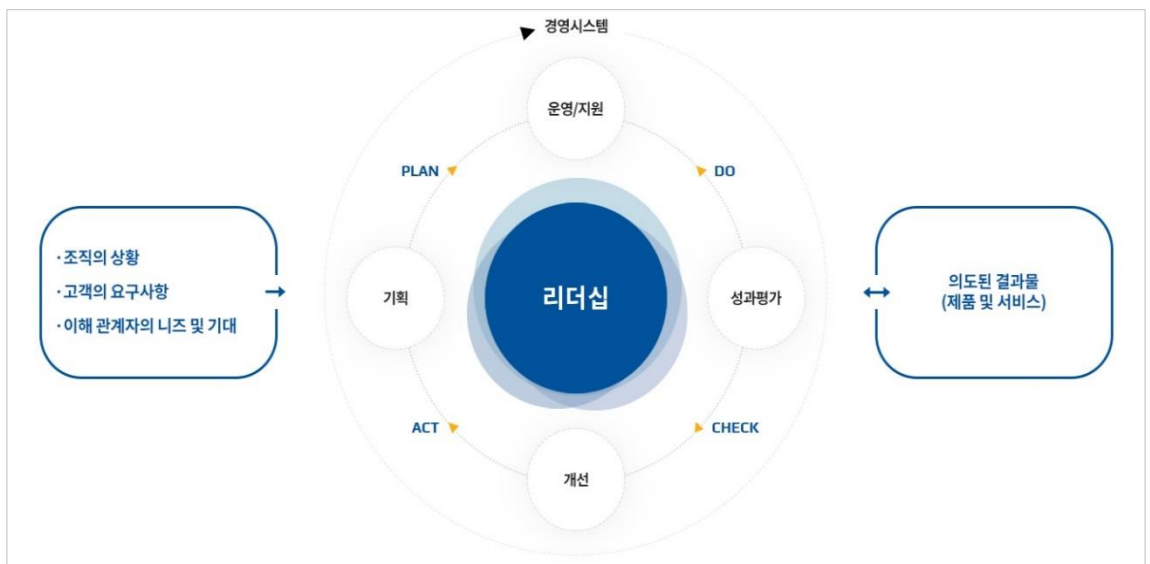 경영시스템
운영/지원
PLAN
DO
·조직의 상황
·고객의 요구사항
·이해 관계자의 니즈 및 기대
기획
리더십
성과평가
의도된 결과물
(제품 및 서비스)
ACT
CHECK
개선